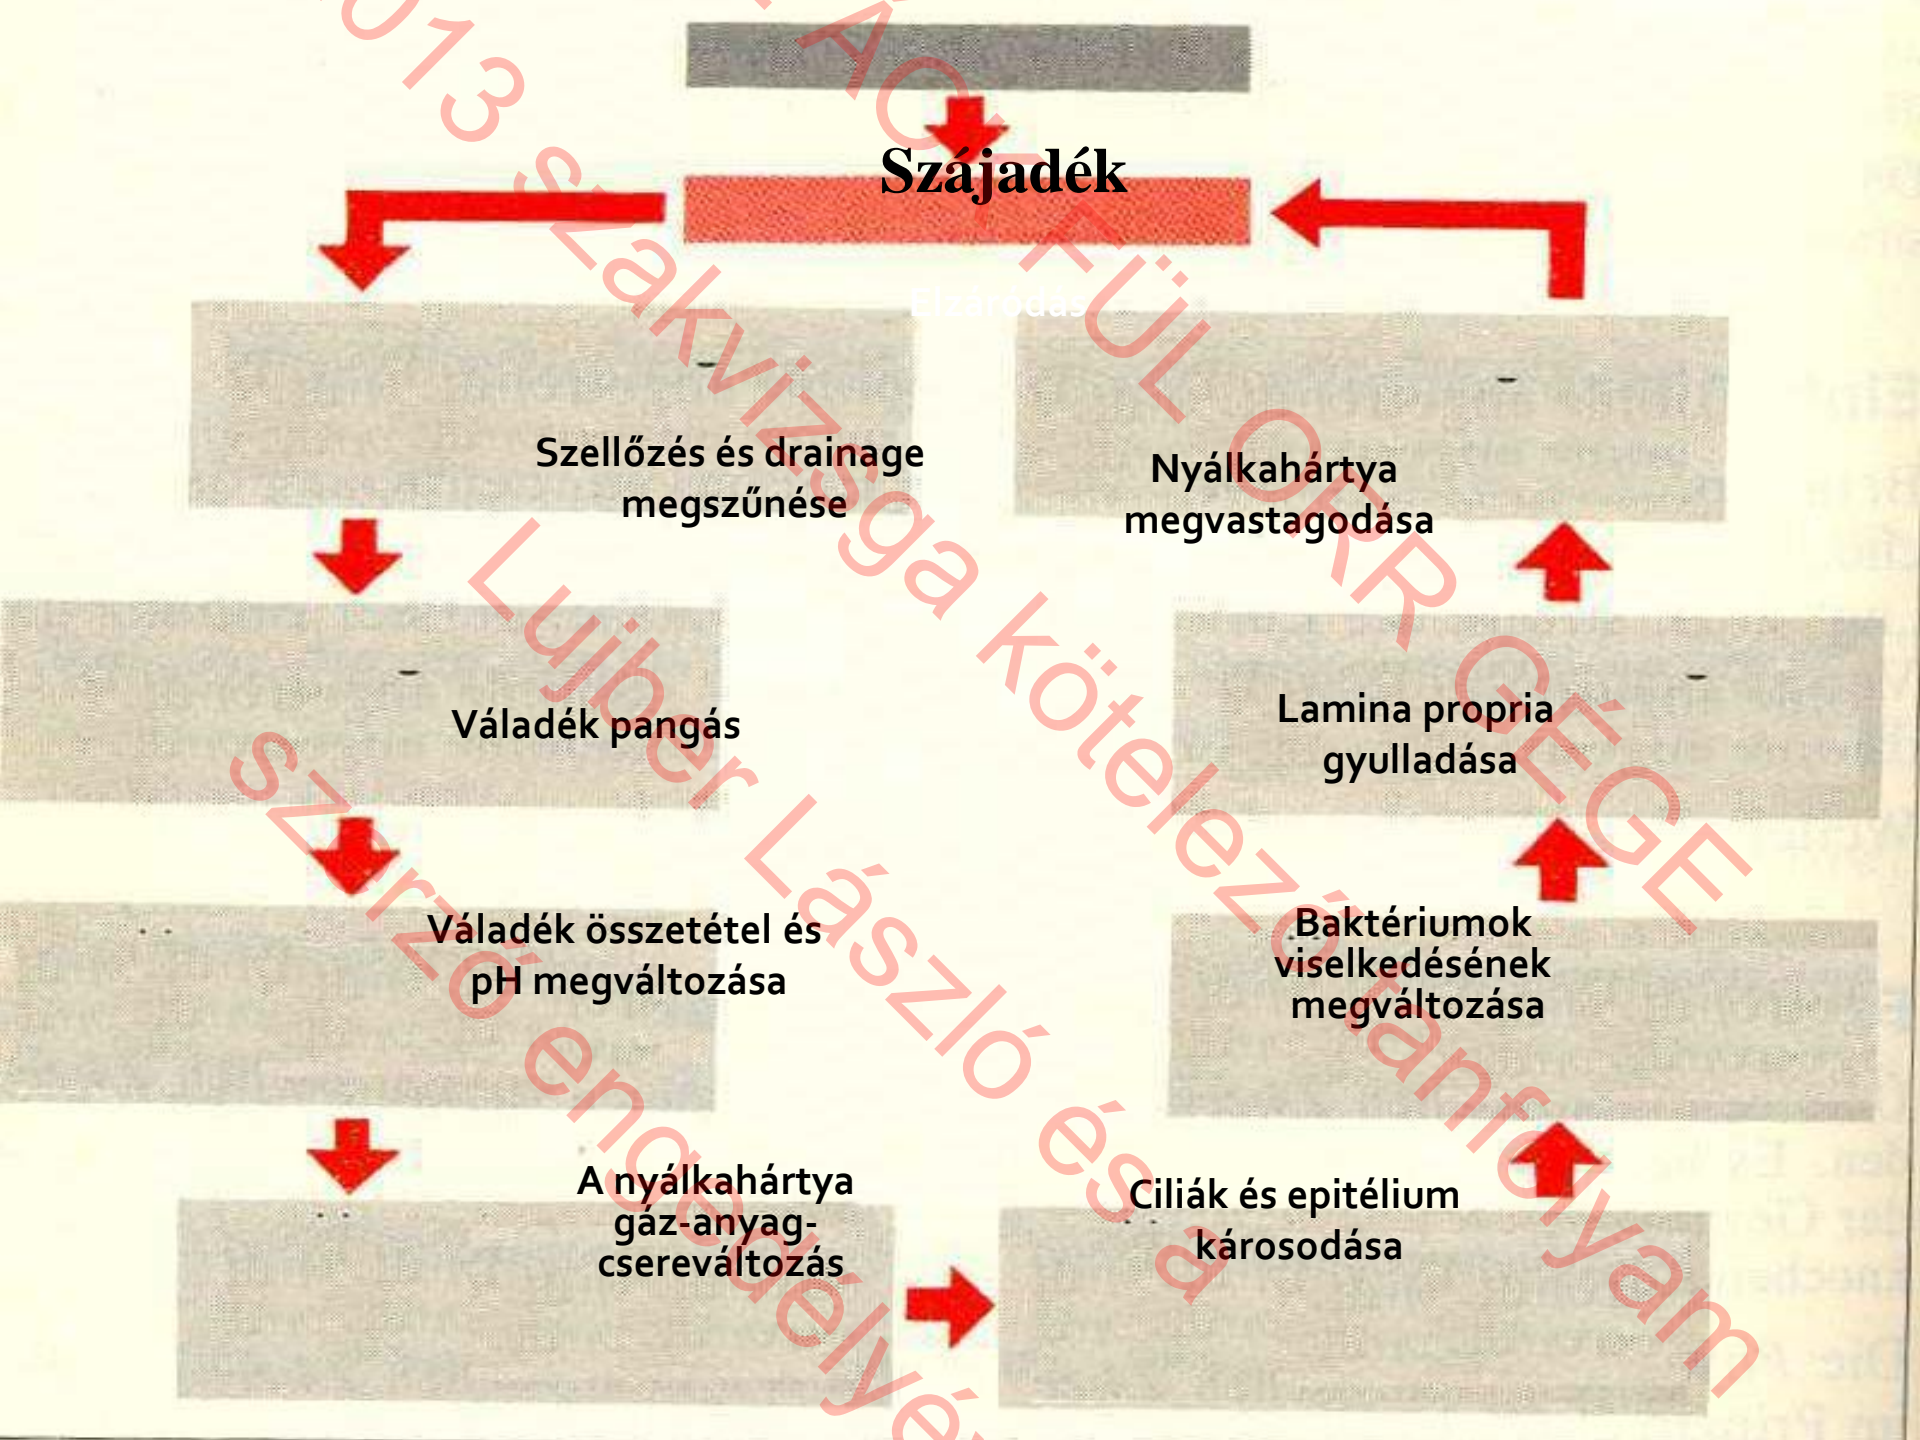 Szájadék
Elzáródás
Szellőzés és drainage
megszűnése
Nyálkahártya
megvastagodása
Váladék pangás
Lamina propria
gyulladása
Váladék összetétel és
pH megváltozása
Baktériumok
viselkedésének
megváltozása
A nyálkahártya
gáz-anyag-
csereváltozás
Ciliák és epitélium
károsodása
ÁOK FÜL ORR GÉGE
2013 szakvizsga kötelező tanfolyam
Lujber László és a
szerző engedélyé